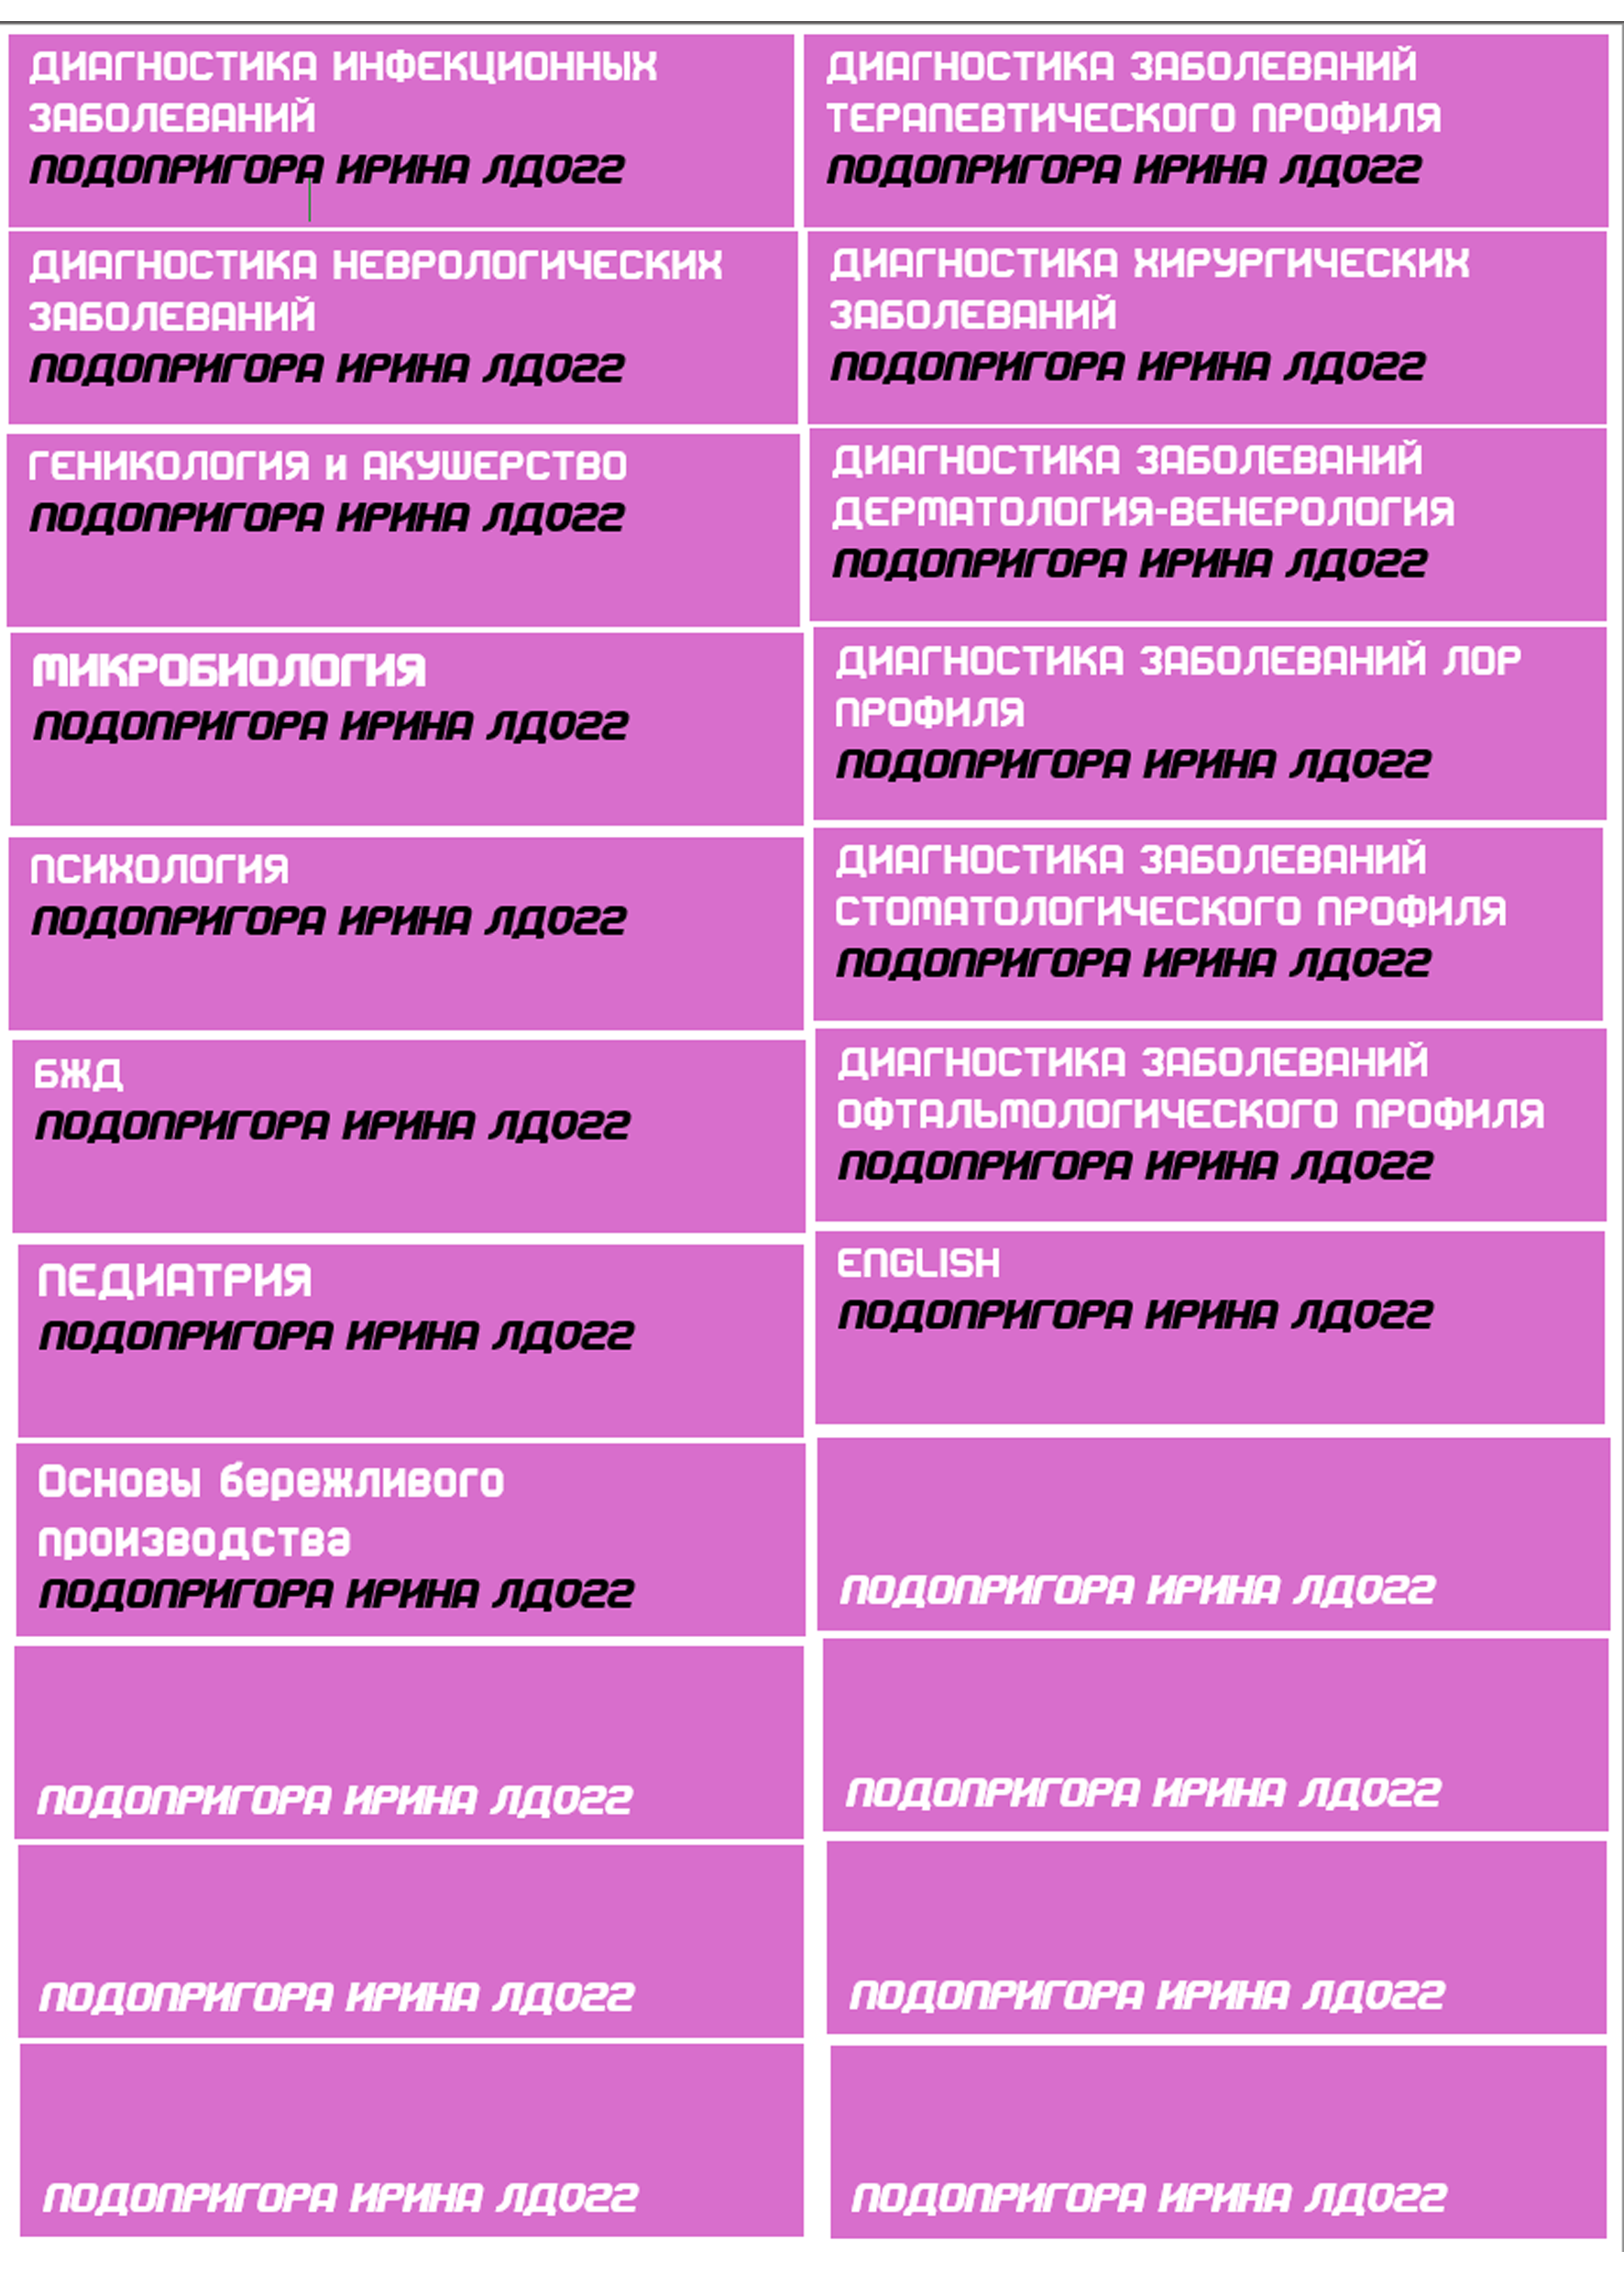 ДИАГНОСТИКА ИНФЕКЦИОННЫХ
ЗАБОЛЕВАНИЙ
ПОДОПРИГОРА ИРИНА ЛД022
ДИАГНОСТИКА ЗАБОЛЕВАНИЙ
ТЕРАПЕВТИЧЕСКОГО ПРОФИЛЯ
ПОДОПРИГОРА ИРИНА ЛД022
ДИАГНОСТИКА НЕВРОЛОГИЧЕСКИХ
ЗАБОЛЕВАНИЙ
ПОДОПРИГОРА ИРИНА ЛД022
ДИАГНОСТИКА ХИРУРГИЧЕСКИХ
ЗАБОЛЕВАНИЙ
ПОДОПРИГОРА ИРИНА ЛД022
ГЕНИКОЛОГИЯ и АКУШЕРСТВО
ПОДОПРИГОРА ИРИНА ЛД022
ДИАГНОСТИКА ЗАБОЛЕВАНИЙ
ДЕРМАТОЛОГИЯ-ВЕНЕРОЛОГИЯ
ПОДОПРИГОРА ИРИНА ЛД022
МИКРОБИОЛОГИЯ
ПОДОПРИГОРА ИРИНА ЛД022
ДИАГНОСТИКА ЗАБОЛЕВАНИЙ ЛОР
ПРОФИЛЯ
ПОДОПРИГОРА ИРИНА ЛД022
ПСИХОЛОГИЯ
ПОДОПРИГОРА ИРИНА ЛД022
ДИАГНОСТИКА ЗАБОЛЕВАНИЙ
СТОМАТОЛОГИЧЕСКОГО ПРОФИЛЯ
ПОДОПРИГОРА ИРИНА ЛД022
БЖД
ПОДОПРИГОРА ИРИНА ЛД022
ДИАГНОСТИКА ЗАБОЛЕВАНИЙ
ОФТАЛЬМОЛОГИЧЕСКОГО ПРОФИЛЯ
ПОДОПРИГОРА ИРИНА ЛД022
ПЕДИАТРИЯ
ПОДОПРИГОРА ИРИНА ЛД022
ENGLISH
ПОДОПРИГОРА ИРИНА ЛД022
Основы бережливого
производства
ПОДОПРИГОРА ИРИНА ЛД022
ПОДОПРИГОРА ИРИНА ЛД022
ПОДОПРИГОРА ИРИНА ЛД022
ПОДОПРИГОРА ИРИНА ЛД022
ПОДОПРИГОРА ИРИНА ЛД022
ПОДОПРИГОРА ИРИНА ЛД022
ПОДОПРИГОРА ИРИНА ЛД022
ПОДОПРИГОРА ИРИНА ЛД022